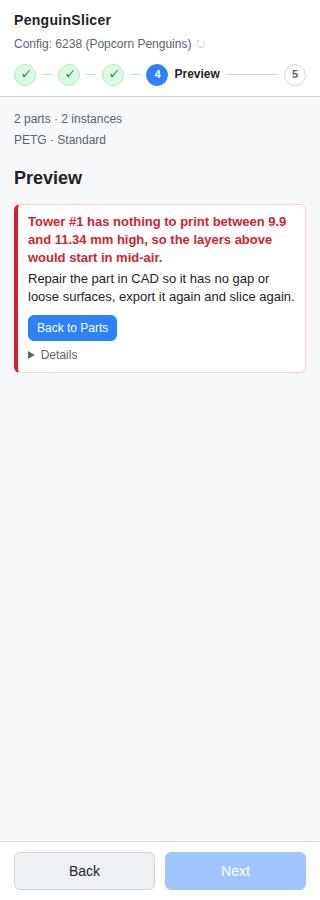 PenguinSlicer
Config: 6238 (Popcorn Penguins)
✓ ✓ ✓ 4 Preview 5
2 parts · 2 instances
PETG · Standard
Preview
Tower #1 has nothing to print between 9.9
and 11.34 mm high, so the layers above
would start in mid-air.
Repair the part in CAD so it has no gap or
loose surfaces, export it again and slice again.
Back to Parts
Details
Back Next